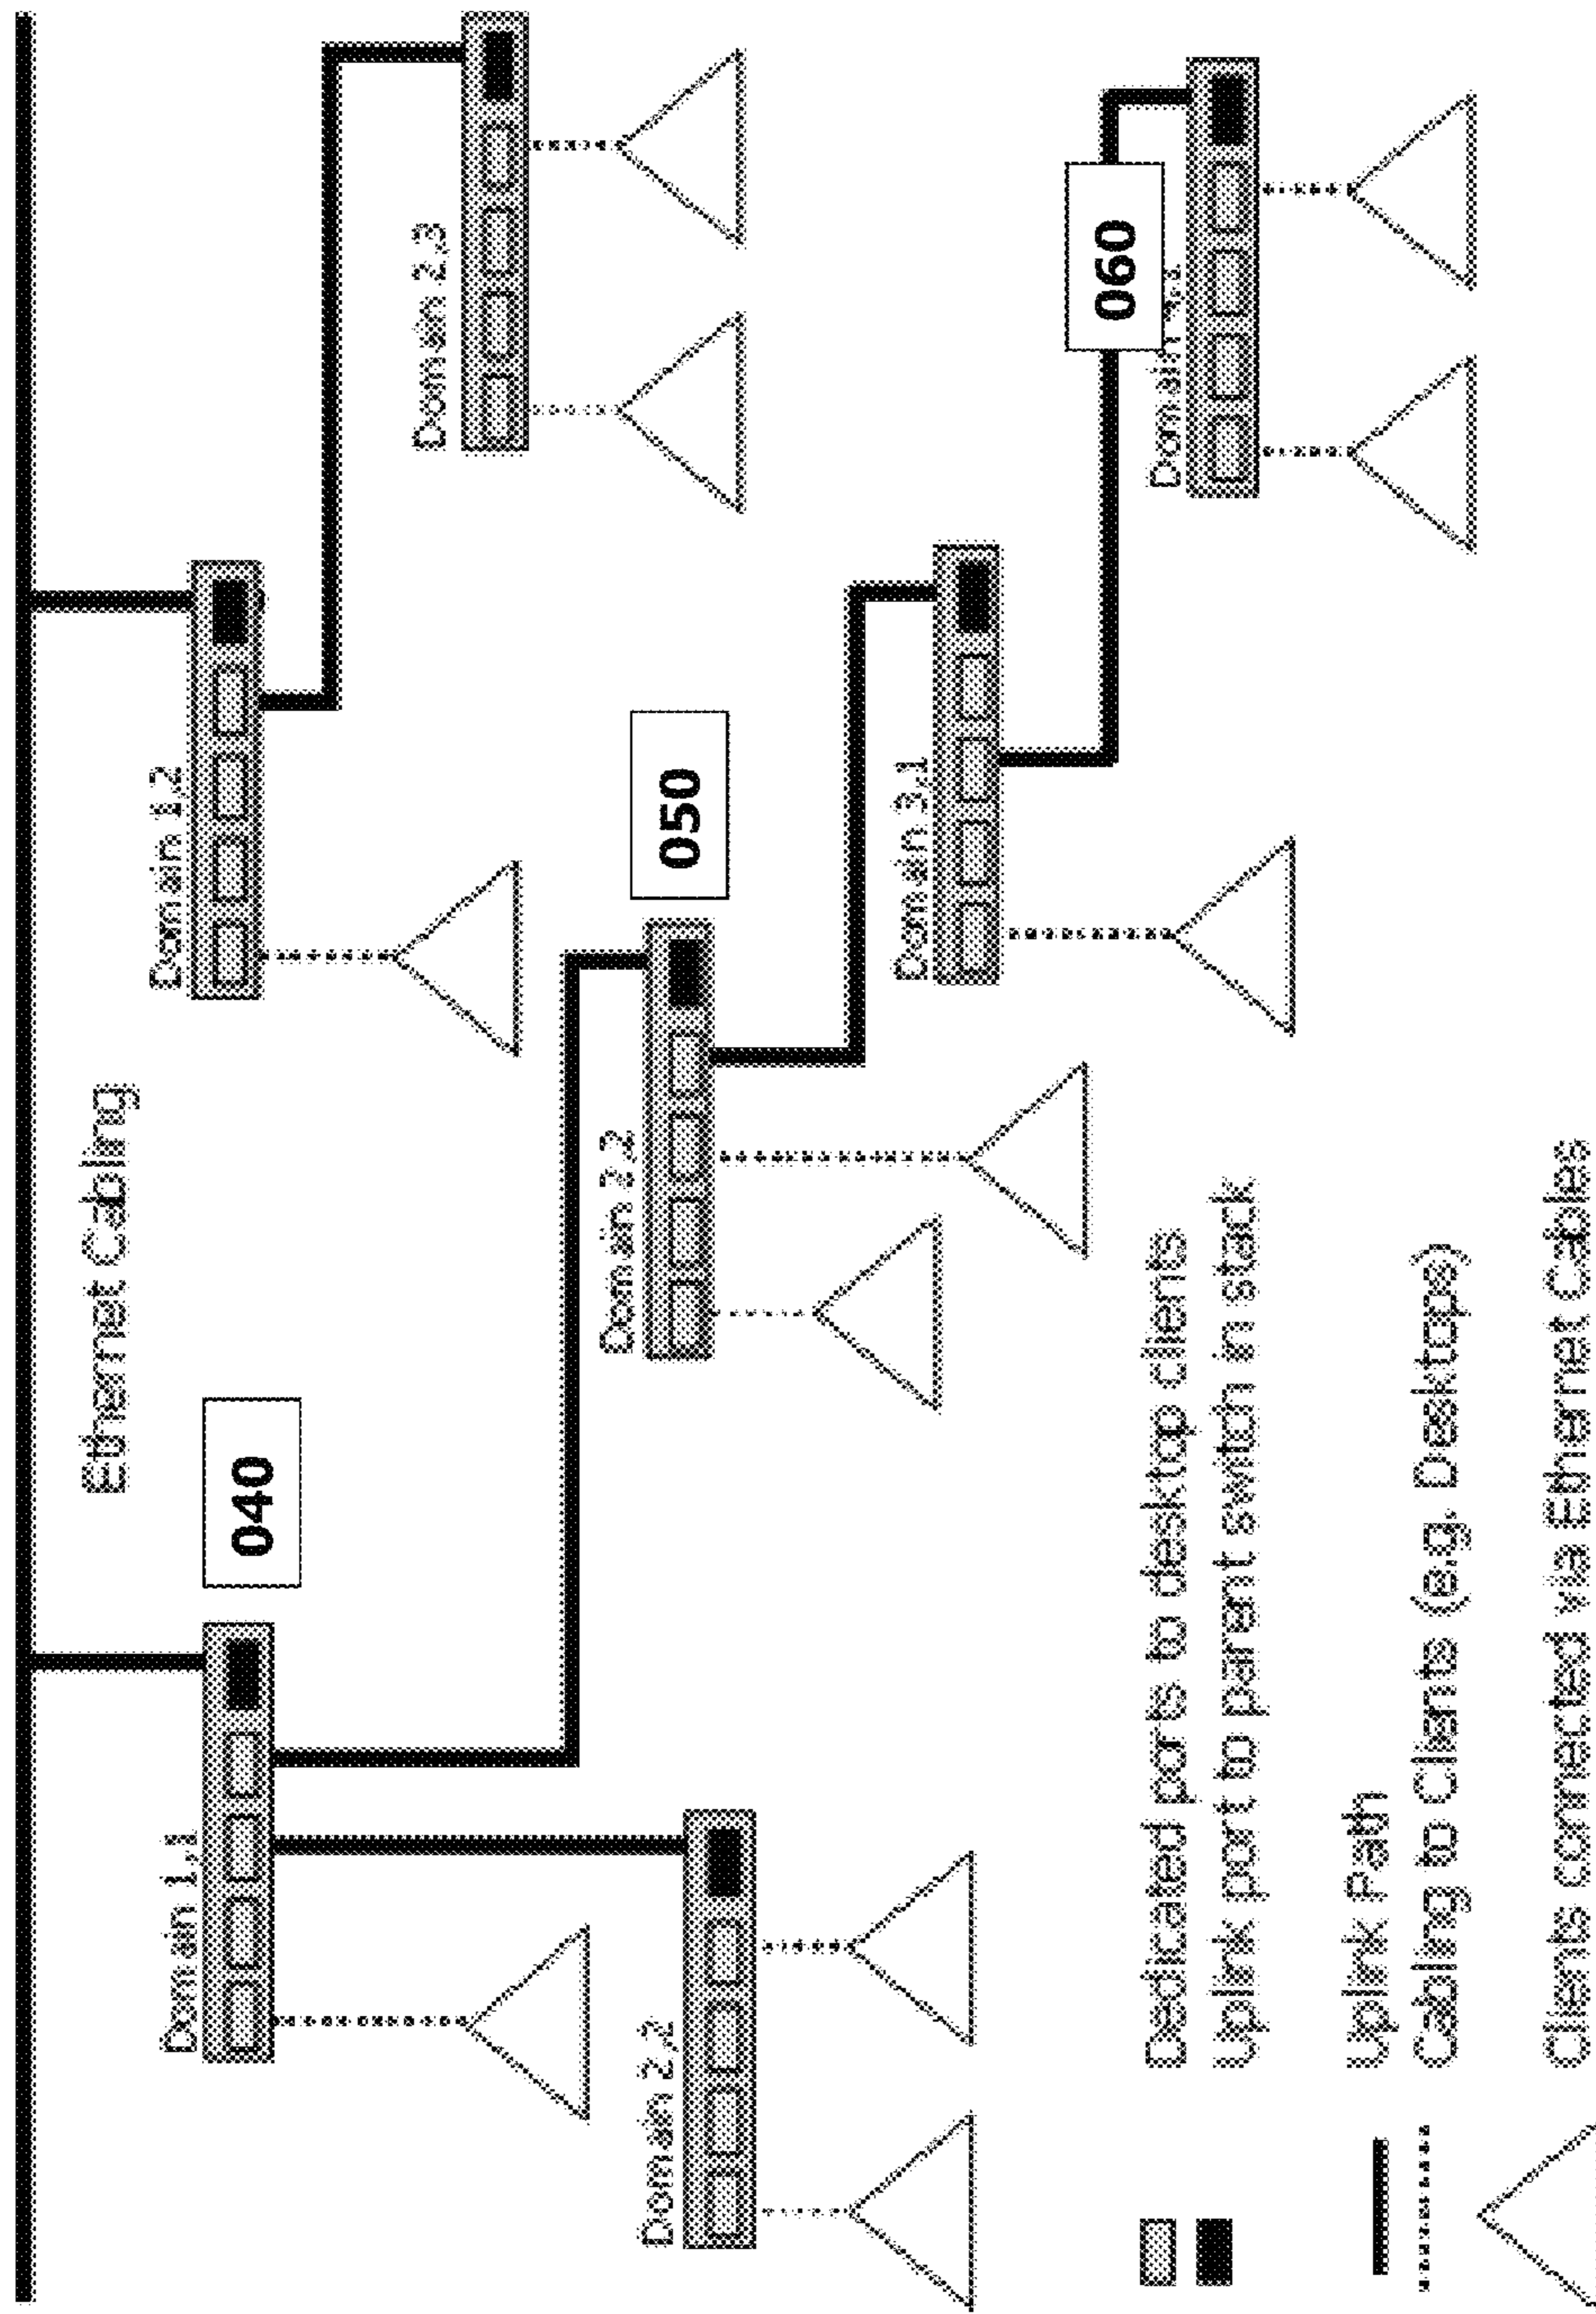 Ethernet Cabling
Domain 1,2
Domain 1,1
040
Domain 2,3
Domain 2,2
050
Domain 2,2
Domain 3,1
060
Domain
Dedicated ports to desktop clients
Uplink port to parent switch in stack
Uplink Path
Cabling to Clients (e.g. Desktops)
Clients connected via Ethernet Cables